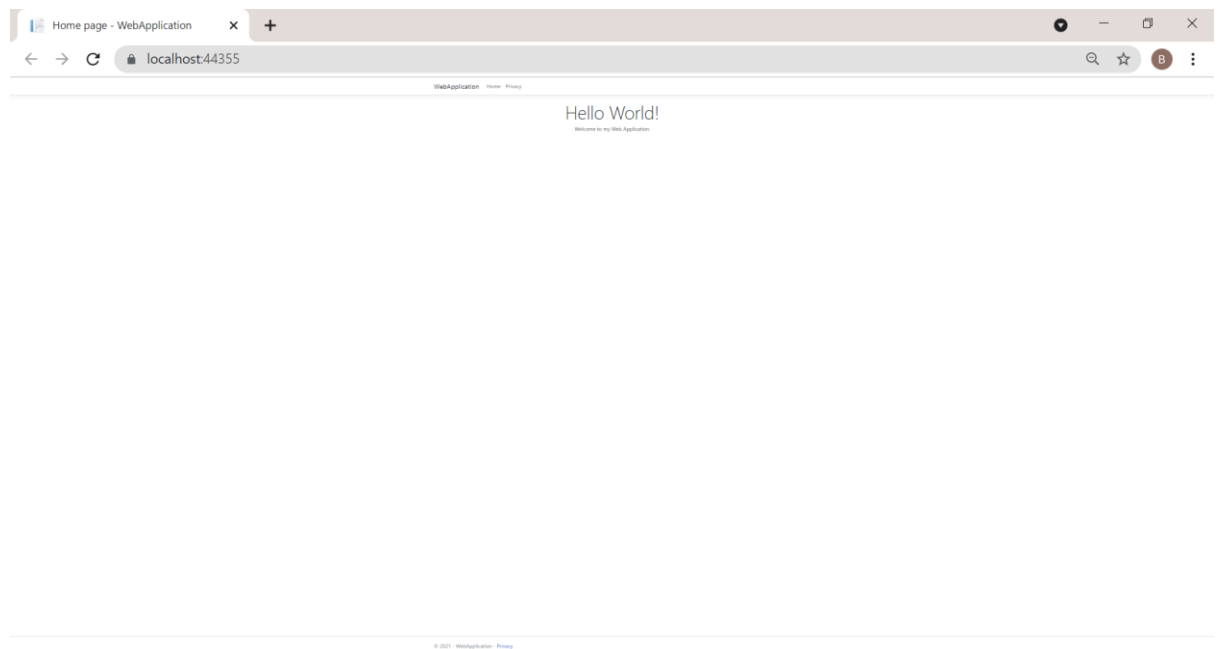 Home page - WebApplication
localhost:44355
B
WebApplication Home Privacy
Hello World!
Welcome to my Web Application.
© 2021 - WebApplication - Privacy